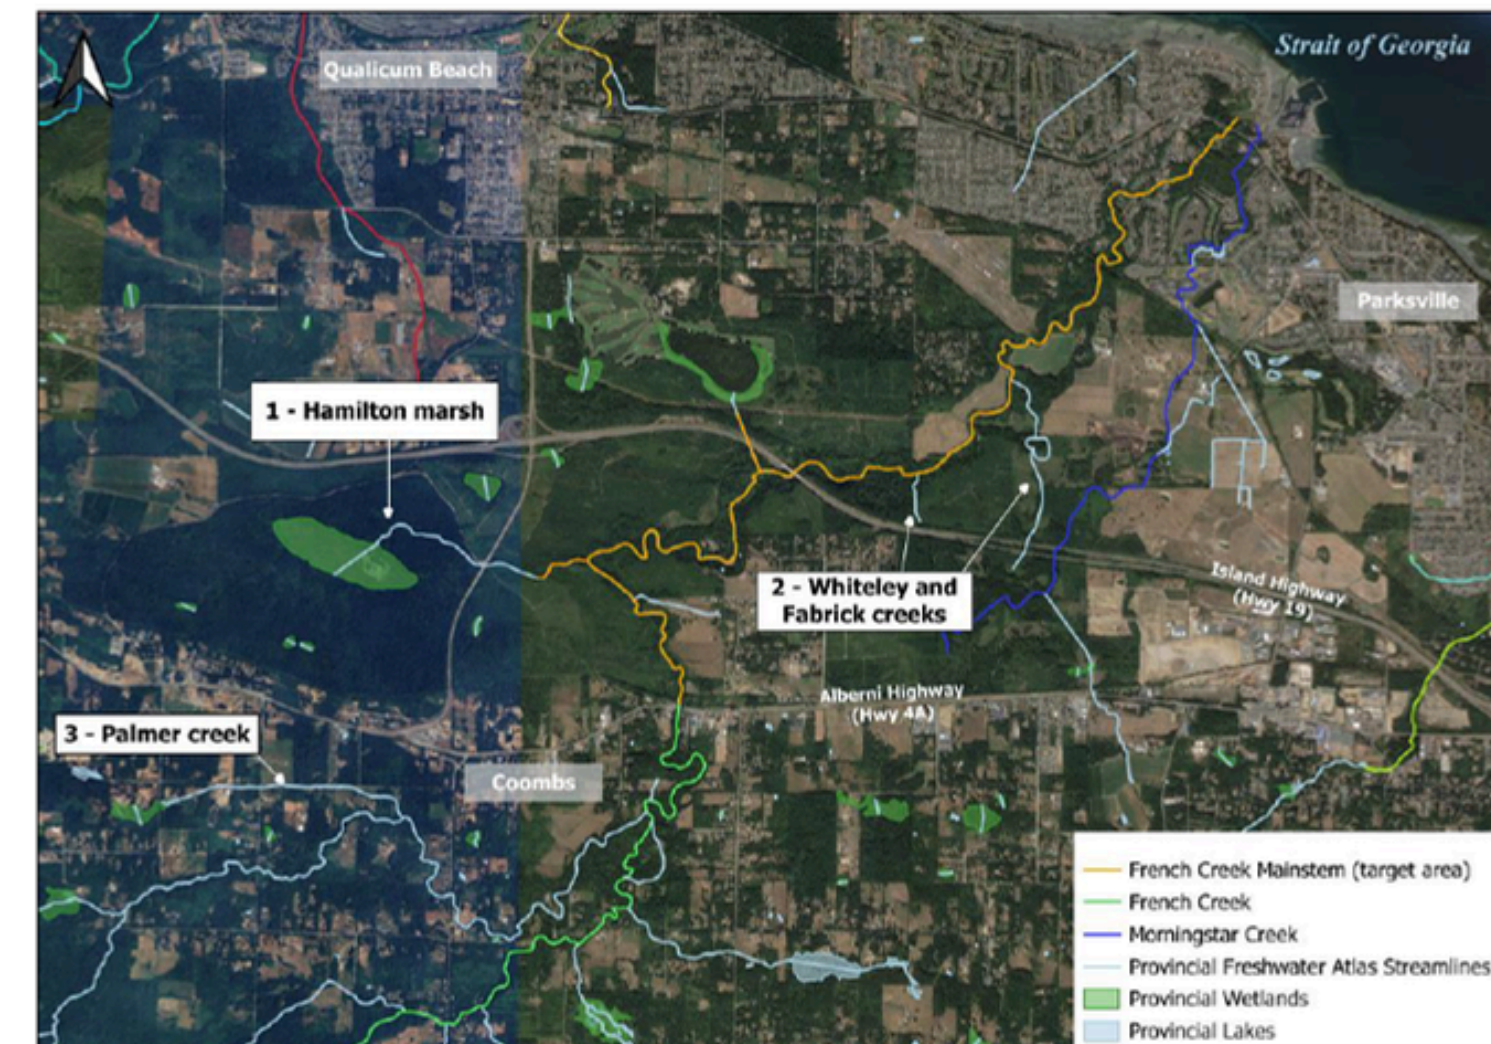 Strait of Georgia
Qualicum Beach
Parksville
1 - Hamilton marsh
2 - Whiteley and
Fabrick creeks
Island Highway
(Hwy 19)
Alberni Highway
(Hwy 4A)
3 - Palmer creek
Coombs
French Creek Mainstem (target area)
French Creek
Morningstar Creek
Provincial Freshwater Atlas Streamlines
Provincial Wetlands
Provincial Lakes